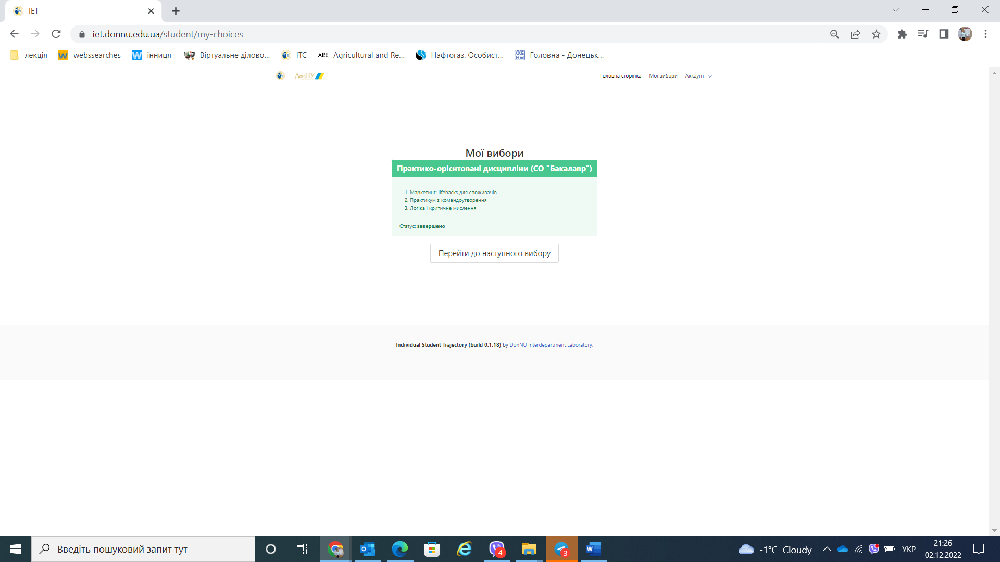 IET
iet.donnu.edu.ua/student/my-choices
лекція
webssearches
інниця
Віртуальне ділово...
ІТС
ARE Agricultural and Re...
Нафтогаз. Особист...
Головна - Донецьк...
ДонНУ
Головна сторінка
Мої вибори
Аккаунт
Мої вибори
Практико-орієнтовані дисципліни (СО "Бакалавр")
1. Маркетинг: lifehacks для споживачів
2. Практикум з командоутворення
3. Логіка і критичне мислення
Статус: завершено
Перейти до наступного вибору
Individual Student Trajectory (build 0.1.18) by DonNU Interdepartment Laboratory.
Введіть пошуковий запит тут
4
3
-1°C Cloudy
УКР
21:26
02.12.2022